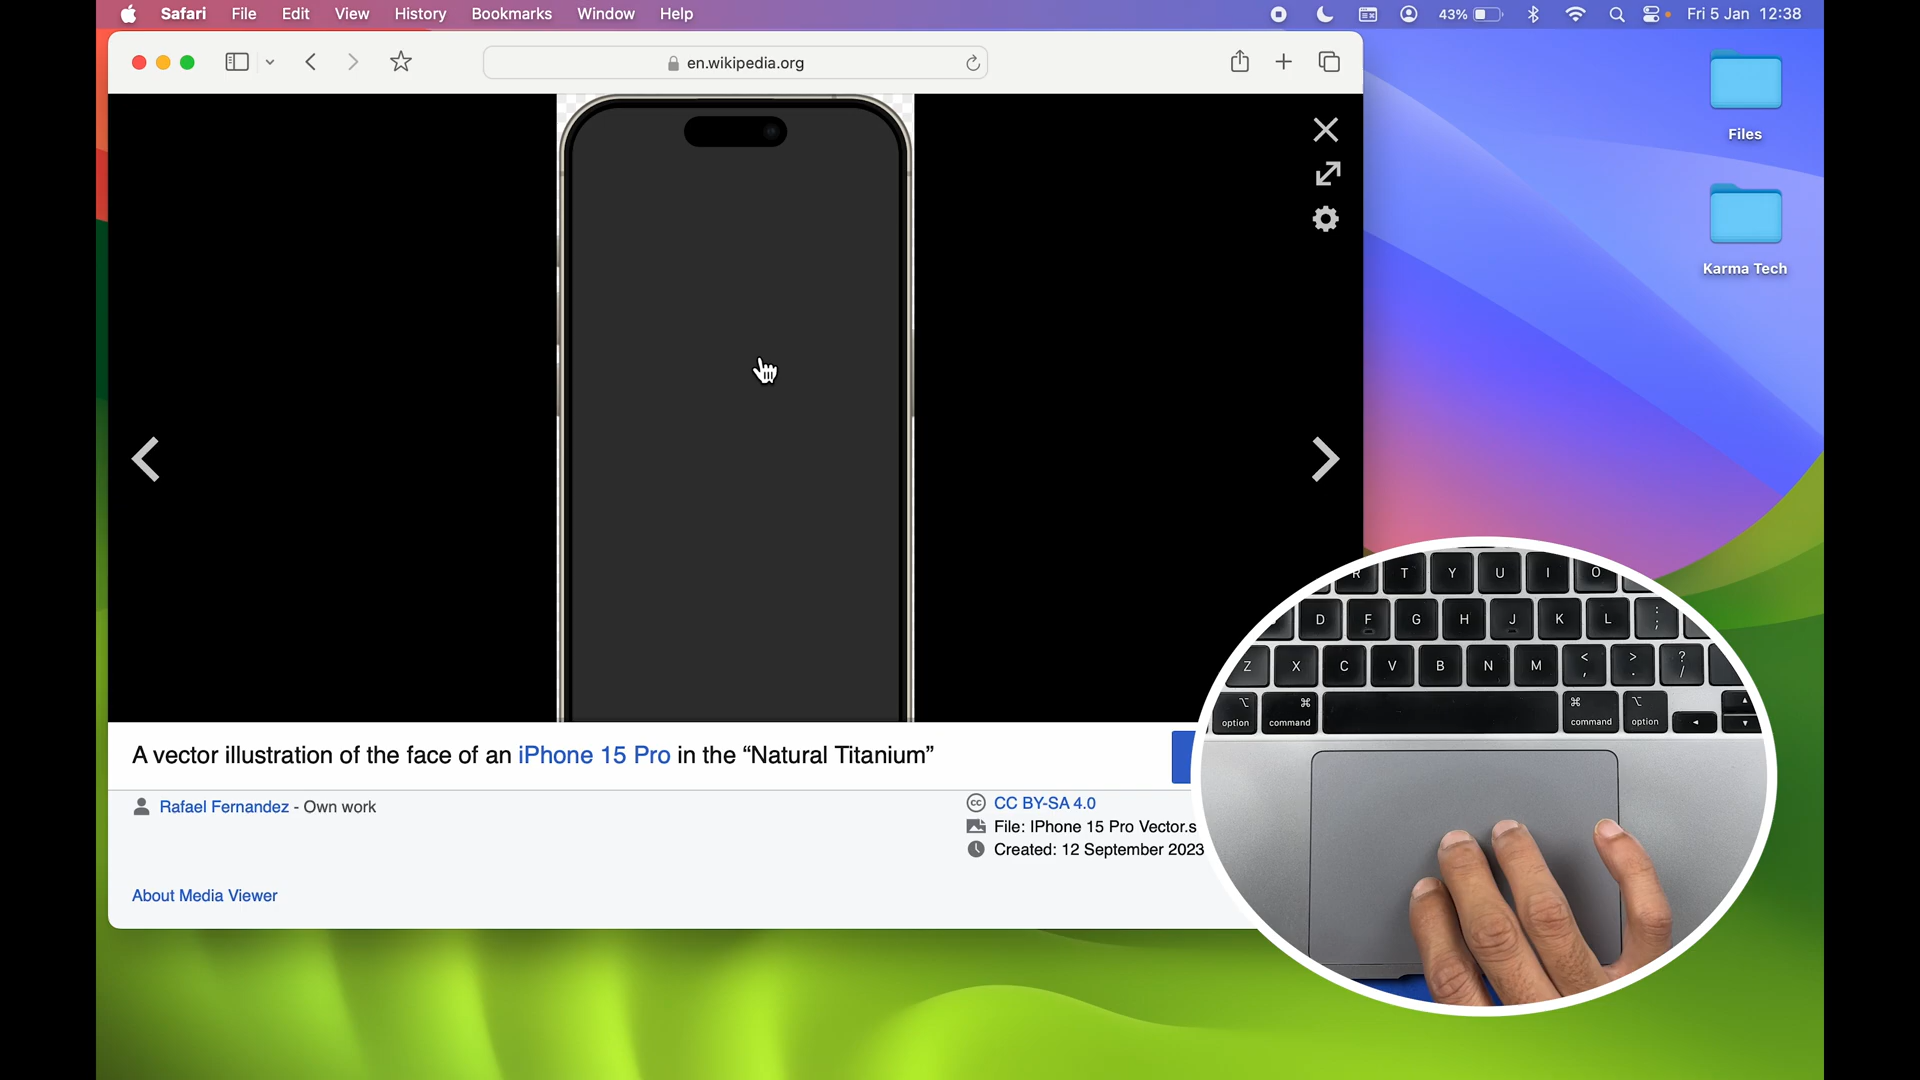 Safari File Edit View History Bookmarks Window Help 43% Fri 5 Jan 12:38
en.wikipedia.org
Files
Karma Tech
A vector illustration of the face of an iPhone 15 Pro in the “Natural Titanium”
Rafael Fernandez - Own work
CC BY-SA 4.0
File: IPhone 15 Pro Vector.s
Created: 12 September 2023
About Media Viewer
R T Y U I O
D F G H J K L ; :
Z X C V B N M < , > . ? /
option command command option